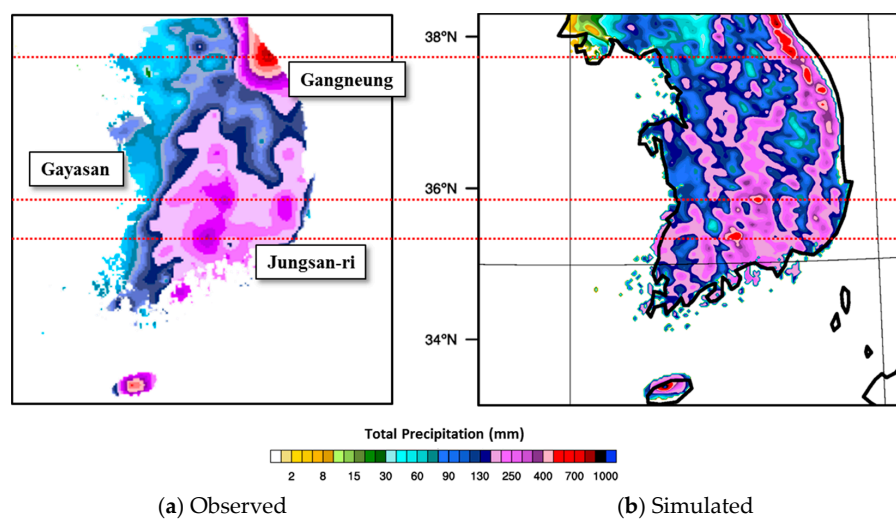 Gangneung
Gayasan
Jungsan-ri
38°N
36°N
34°N
Total Precipitation (mm)
2 8 15 30 60 90 130 250 400 700 1000
(a) Observed
(b) Simulated